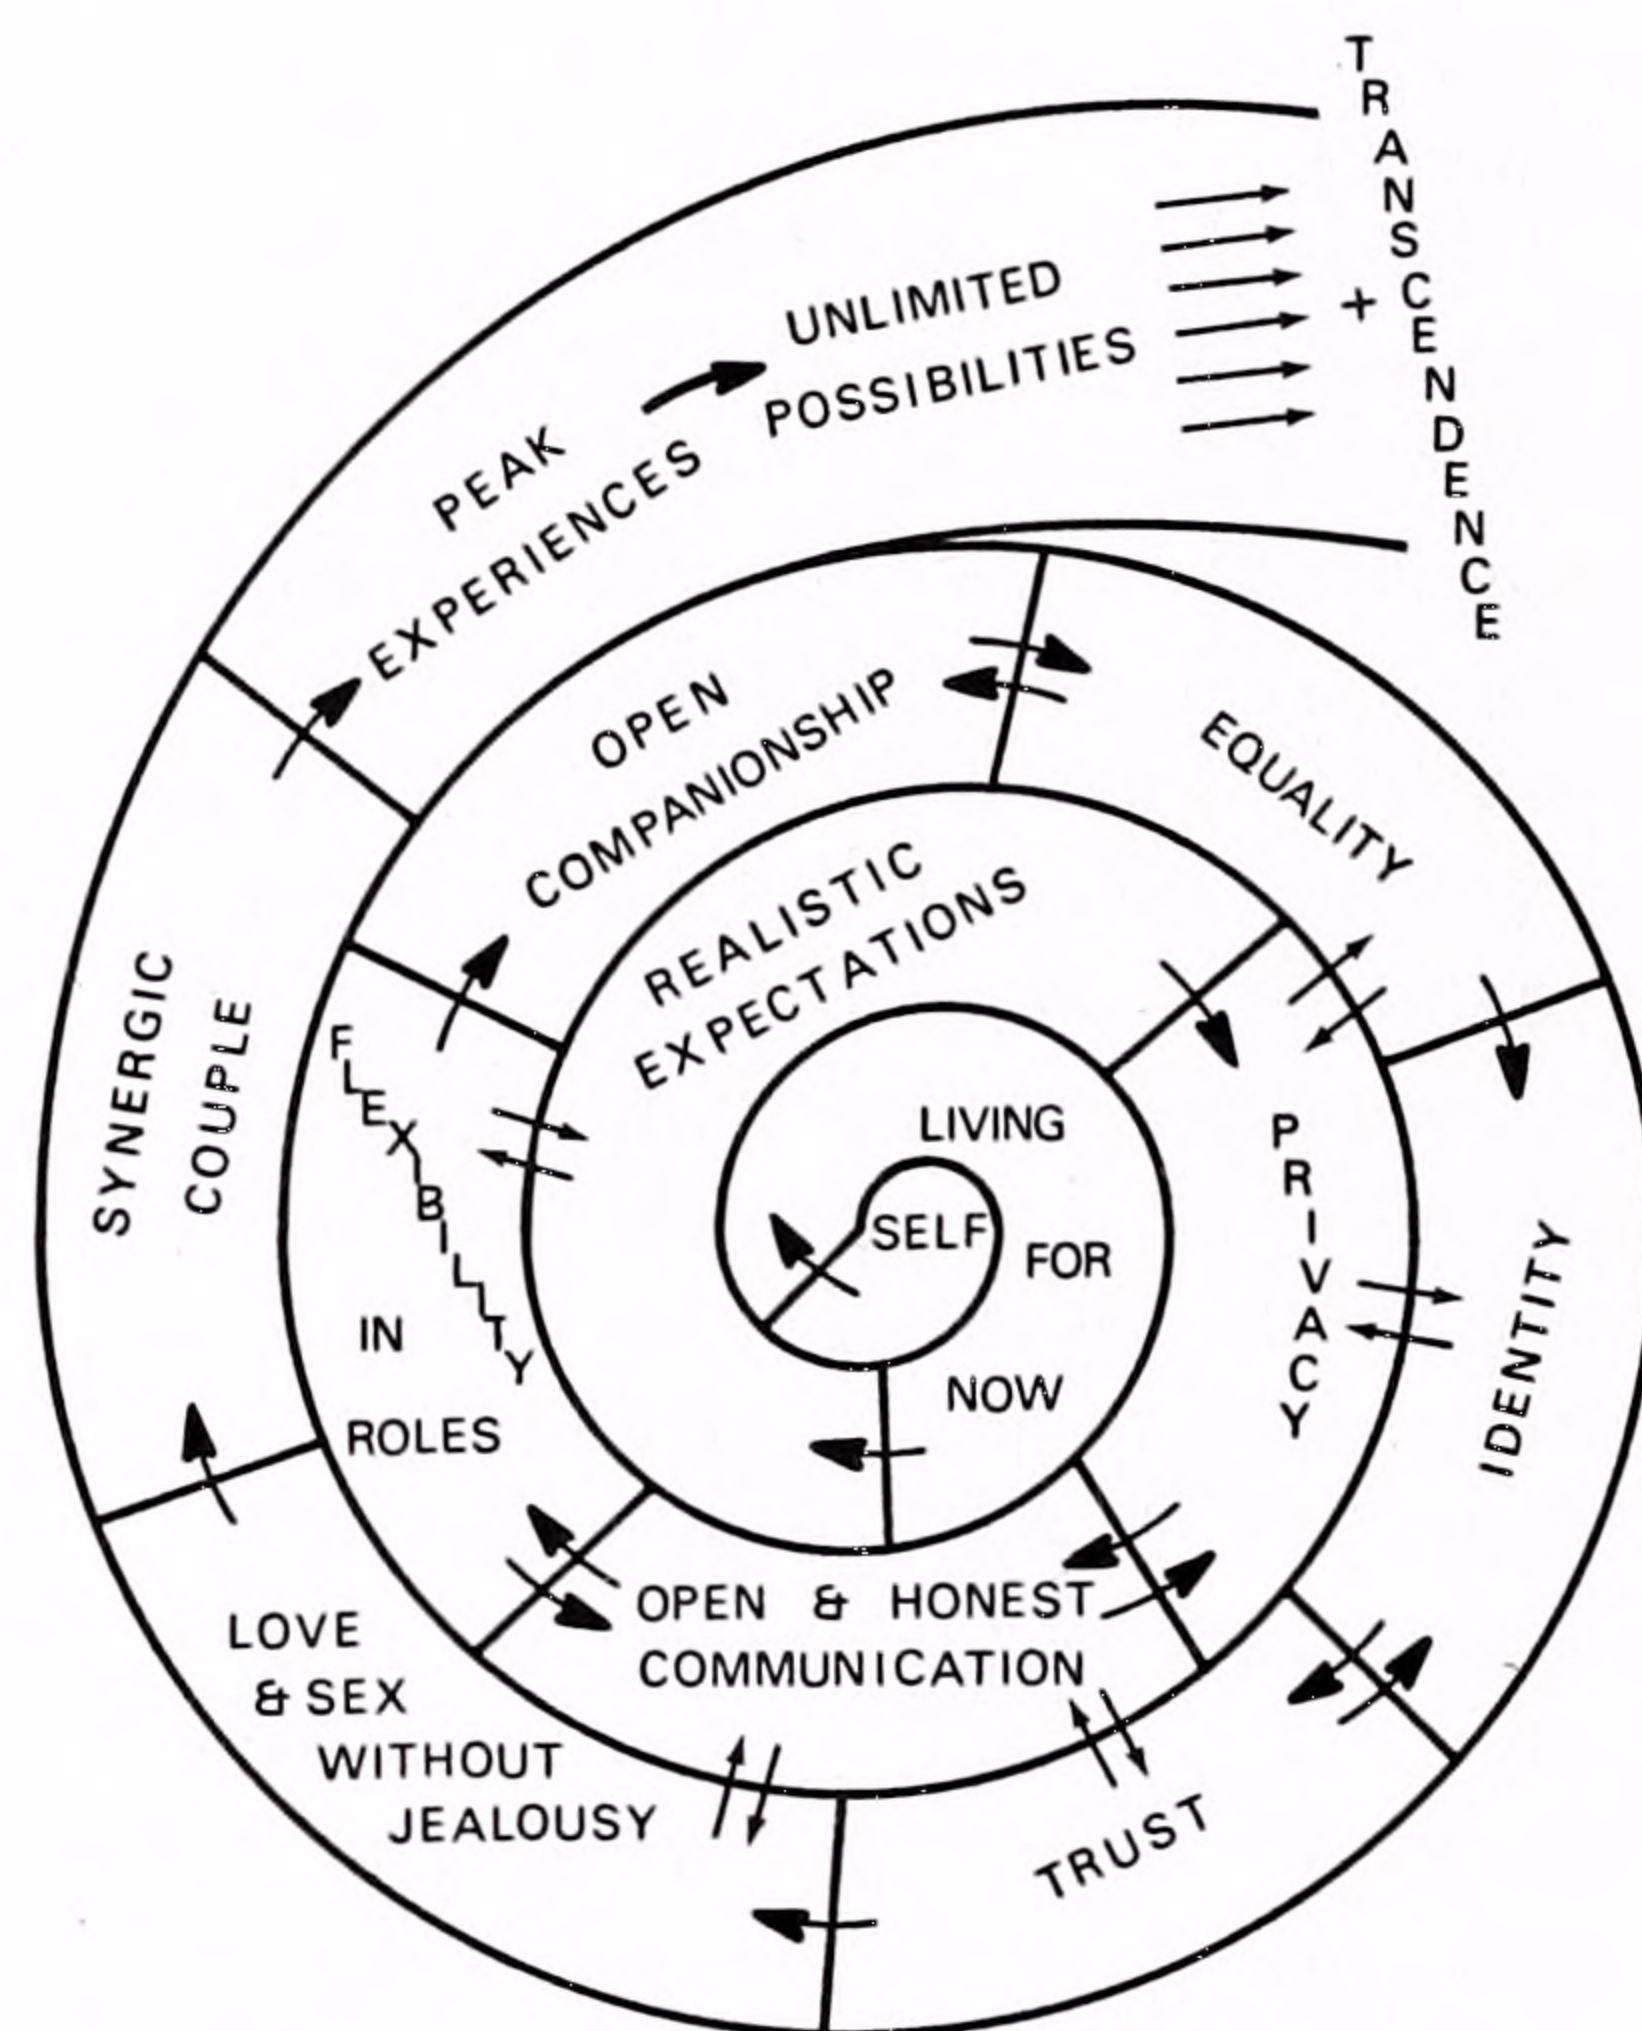 TRANSCENDENCE
+
UNLIMITED
POSSIBILITIES
PEAK
EXPERIENCES
OPEN
COMPANIONSHIP
EQUALITY
REALISTIC
EXPECTATIONS
SYNERGIC
COUPLE
FLEXIBILITY
IN
ROLES
LIVING
SELF
FOR
NOW
PRIVACY
IDENTITY
OPEN & HONEST
COMMUNICATION
LOVE
& SEX
WITHOUT
JEALOUSY
TRUST